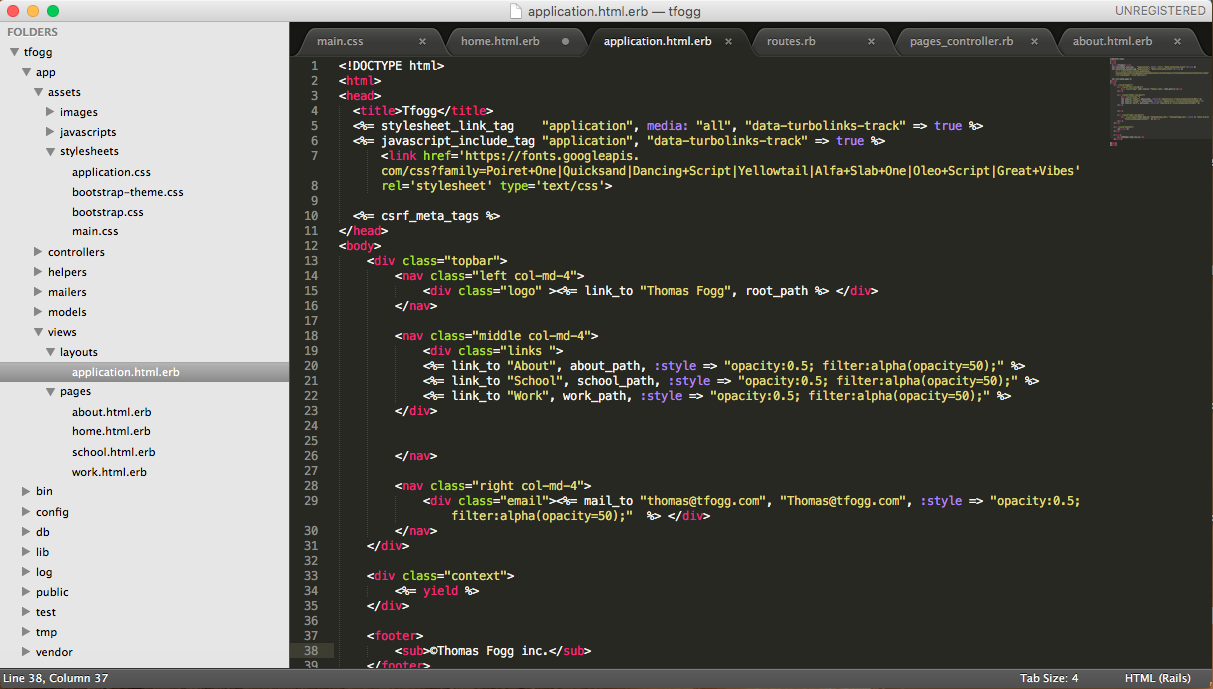 application.html.erb — tfogg
UNREGISTERED
FOLDERS
tfogg
app
assets
images
javascripts
stylesheets
application.css
bootstrap-theme.css
bootstrap.css
main.css
controllers
helpers
mailers
models
views
layouts
application.html.erb
pages
about.html.erb
home.html.erb
school.html.erb
work.html.erb
bin
config
db
lib
log
public
test
tmp
vendor
main.css ×
home.html.erb
application.html.erb ×
routes.rb ×
pages_controller.rb ×
about.html.erb ×
1 <!DOCTYPE html>
2 <html>
3 <head>
4 <title>Tfogg</title>
5 <%= stylesheet_link_tag    "application", media: "all", "data-turbolinks-track" => true %>
6 <%= javascript_include_tag "application", "data-turbolinks-track" => true %>
7 <link href='https://fonts.googleapis.
com/css?family=Poiret+One|Quicksand|Dancing+Script|Yellowtail|Alfa+Slab+One|Oleo+Script|Great+Vibes'
8 rel='stylesheet' type='text/css'>
9
10 <%= csrf_meta_tags %>
11 </head>
12 <body>
13 <div class="topbar">
14 <nav class="left col-md-4">
15 <div class="logo" ><%= link_to "Thomas Fogg", root_path %> </div>
16 </nav>
17
18 <nav class="middle col-md-4">
19 <div class="links ">
20 <%= link_to "About", about_path, :style => "opacity:0.5; filter:alpha(opacity=50);" %>
21 <%= link_to "School", school_path, :style => "opacity:0.5; filter:alpha(opacity=50);" %>
22 <%= link_to "Work", work_path, :style => "opacity:0.5; filter:alpha(opacity=50);" %>
23 </div>
24
25
26 </nav>
27
28 <nav class="right col-md-4">
29 <div class="email"><%= mail_to "thomas@tfogg.com", "Thomas@tfogg.com", :style => "opacity:0.5;
filter:alpha(opacity=50);"  %> </div>
30 </nav>
31 </div>
32
33 <div class="context">
34 <%= yield %>
35 </div>
36
37 <footer>
38 <sub>©Thomas Fogg inc.</sub>
39 </footer>
Line 38, Column 37
Tab Size: 4
HTML (Rails)